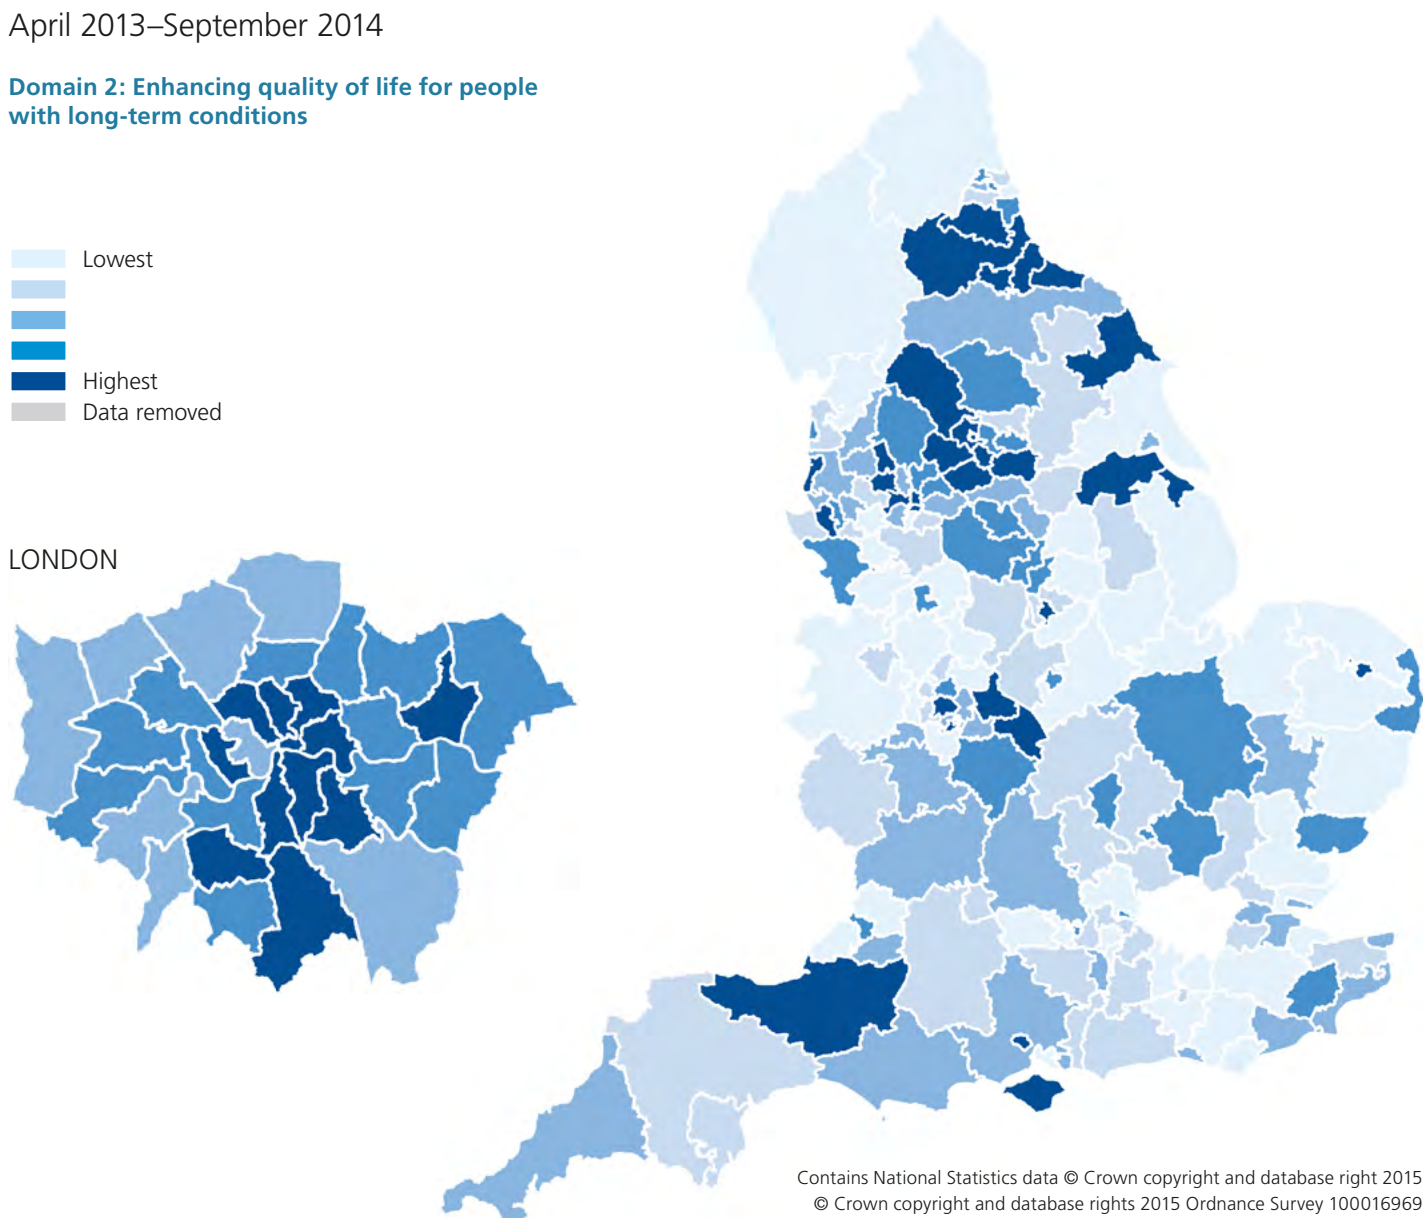 April 2013–September 2014
Domain 2: Enhancing quality of life for people
with long-term conditions
Lowest
Highest
Data removed
LONDON
Contains National Statistics data © Crown copyright and database right 2015
© Crown copyright and database rights 2015 Ordnance Survey 100016969